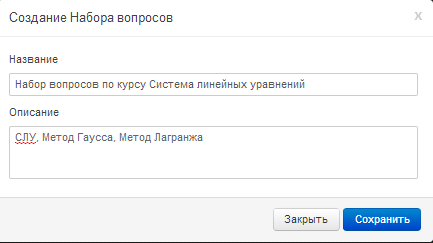 Создание Набора вопросов
x
Название
Набор вопросов по курсу Система линейных уравнений
Описание
СЛУ, Метод Гаусса, Метод Лагранжа
Закрыть Сохранить